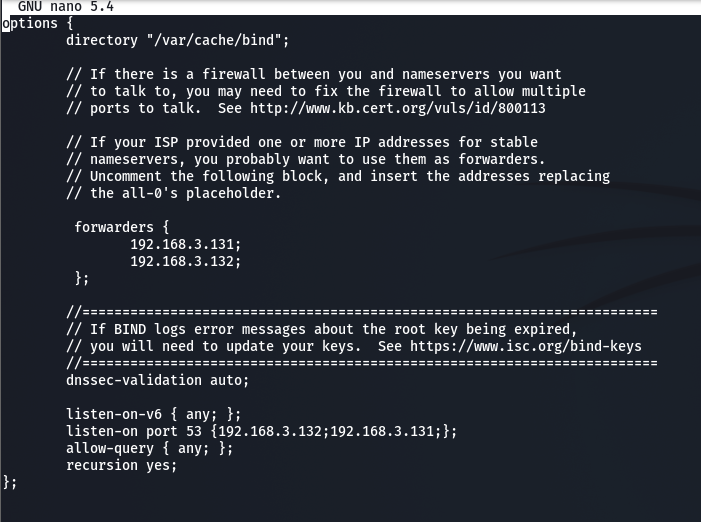 GNU nano 5.4
options {
directory "/var/cache/bind";
// If there is a firewall between you and nameservers you want
// to talk to, you may need to fix the firewall to allow multiple
// ports to talk.  See http://www.kb.cert.org/vuls/id/800113
// If your ISP provided one or more IP addresses for stable
// nameservers, you probably want to use them as forwarders.
// Uncomment the following block, and insert the addresses replacing
// the all-0's placeholder.
forwarders {
192.168.3.131;
192.168.3.132;
};
//========================================================================
// If BIND logs error messages about the root key being expired,
// you will need to update your keys.  See https://www.isc.org/bind-keys
//========================================================================
dnssec-validation auto;
listen-on-v6 { any; };
listen-on port 53 {192.168.3.132;192.168.3.131;};
allow-query { any; };
recursion yes;
};